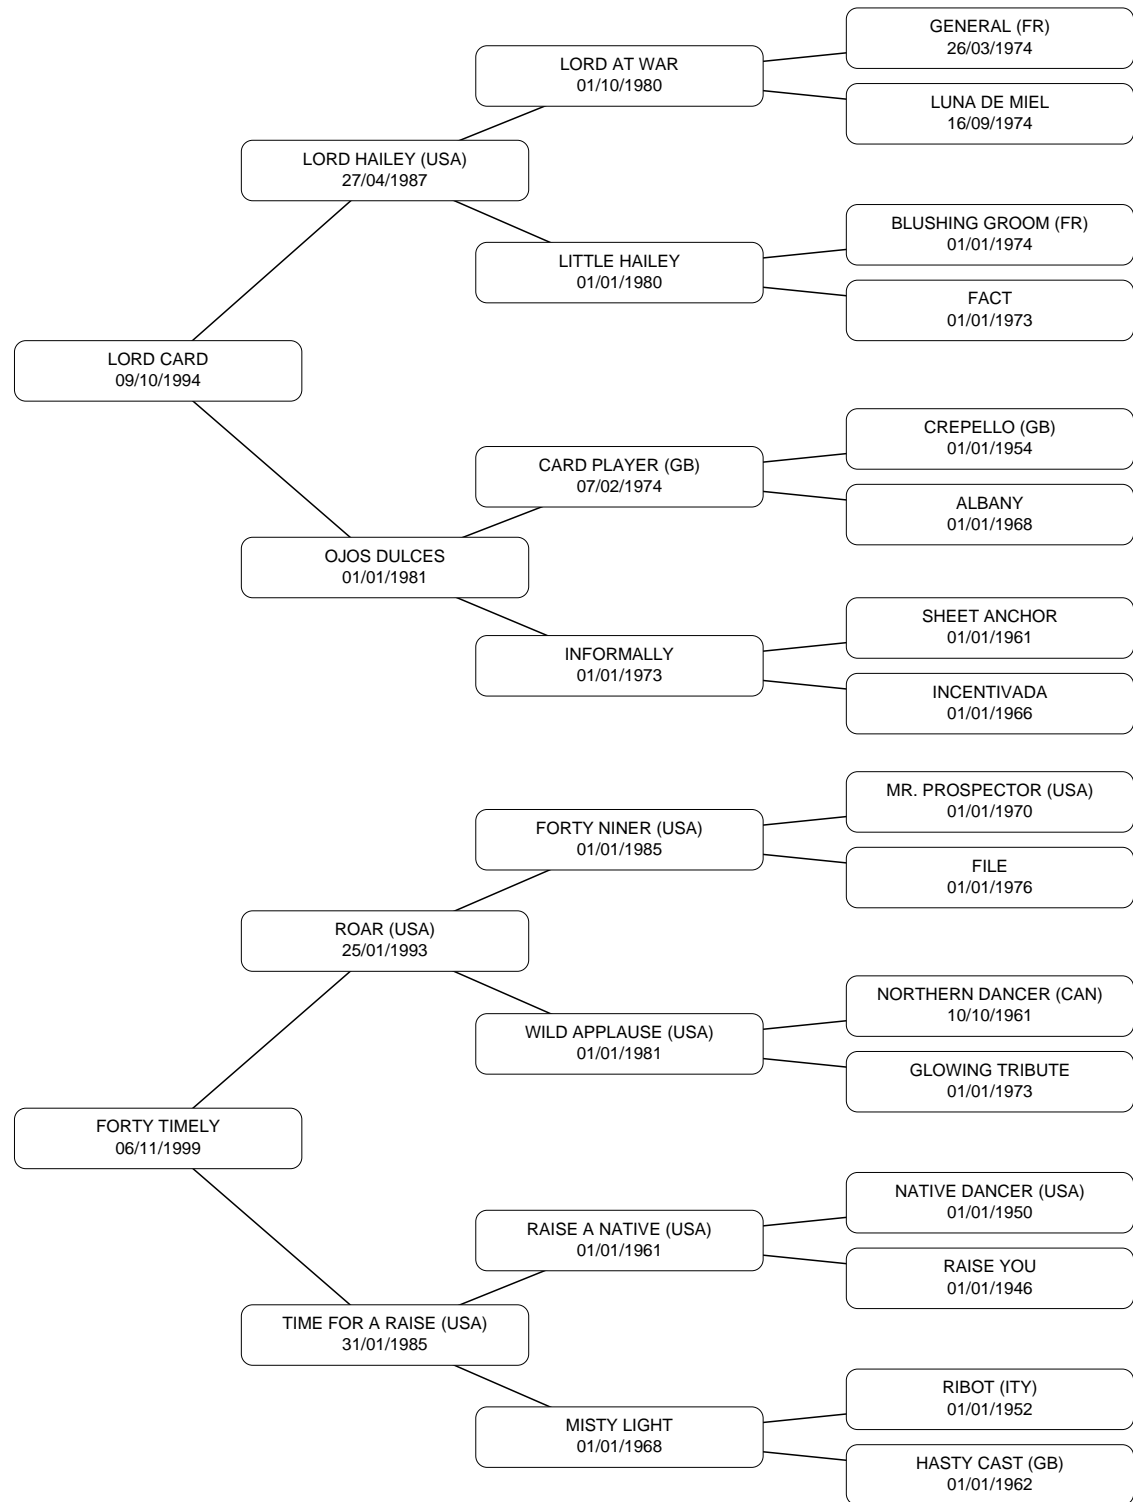 GENERAL (FR)
26/03/1974
LORD AT WAR
01/10/1980
LUNA DE MIEL
16/09/1974
LORD HAILEY (USA)
27/04/1987
BLUSHING GROOM (FR)
01/01/1974
LITTLE HAILEY
01/01/1980
FACT
01/01/1973
LORD CARD
09/10/1994
CREPELLO (GB)
01/01/1954
CARD PLAYER (GB)
07/02/1974
ALBANY
01/01/1968
OJOS DULCES
01/01/1981
SHEET ANCHOR
01/01/1961
INFORMALLY
01/01/1973
INCENTIVADA
01/01/1966
MR. PROSPECTOR (USA)
01/01/1970
FORTY NINER (USA)
01/01/1985
FILE
01/01/1976
ROAR (USA)
25/01/1993
NORTHERN DANCER (CAN)
10/10/1961
WILD APPLAUSE (USA)
01/01/1981
GLOWING TRIBUTE
01/01/1973
FORTY TIMELY
06/11/1999
NATIVE DANCER (USA)
01/01/1950
RAISE A NATIVE (USA)
01/01/1961
RAISE YOU
01/01/1946
TIME FOR A RAISE (USA)
31/01/1985
RIBOT (ITY)
01/01/1952
MISTY LIGHT
01/01/1968
HASTY CAST (GB)
01/01/1962